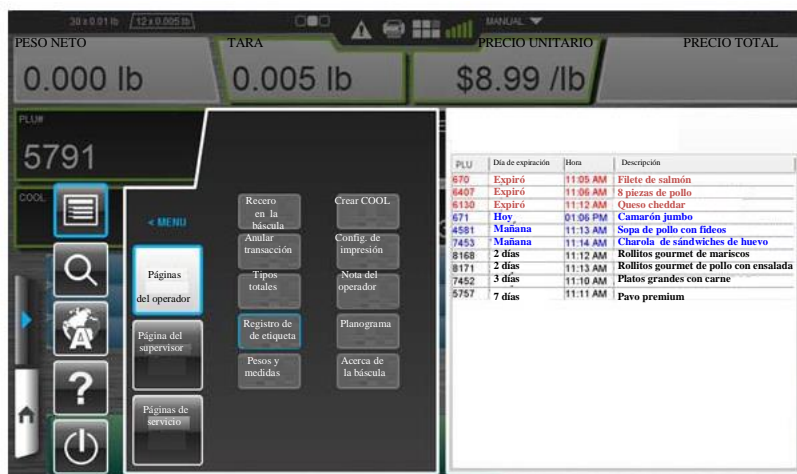 30 x 0.01 lb 12 x 0.005 lb MANUAL
PESO NETO TARA PRECIO UNITARIO PRECIO TOTAL
0.000 lb 0.005 lb $8.99 /lb
PLU#
5791
COOL
< MENU
Páginas
del operador
Página del
supervisor
Páginas de
servicio
Recero
en la
báscula
Crear COOL
Anular
transacción
Config. de
impresión
Tipos
totales
Nota del
operador
Registro de
de etiqueta
Planograma
Pesos y
medidas
Acerca de
la báscula
A
?
PLU Día de expiración Hora Descripción
670 Expiró 11:05 AM Filete de salmón
6407 Expiró 11:06 AM 8 piezas de pollo
6130 Expiró 11:12 AM Queso cheddar
671 Hoy 01:06 PM Camarón jumbo
4581 Mañana 11:13 AM Sopa de pollo con fideos
7453 Mañana 11:14 AM Charola de sándwiches de huevo
8168 2 días 11:12 AM Rollitos gourmet de mariscos
8171 2 días 11:13 AM Rollitos gourmet de pollo con ensalada
7452 3 días 11:10 AM Platos grandes con carne
5757 7 días 11:11 AM Pavo premium